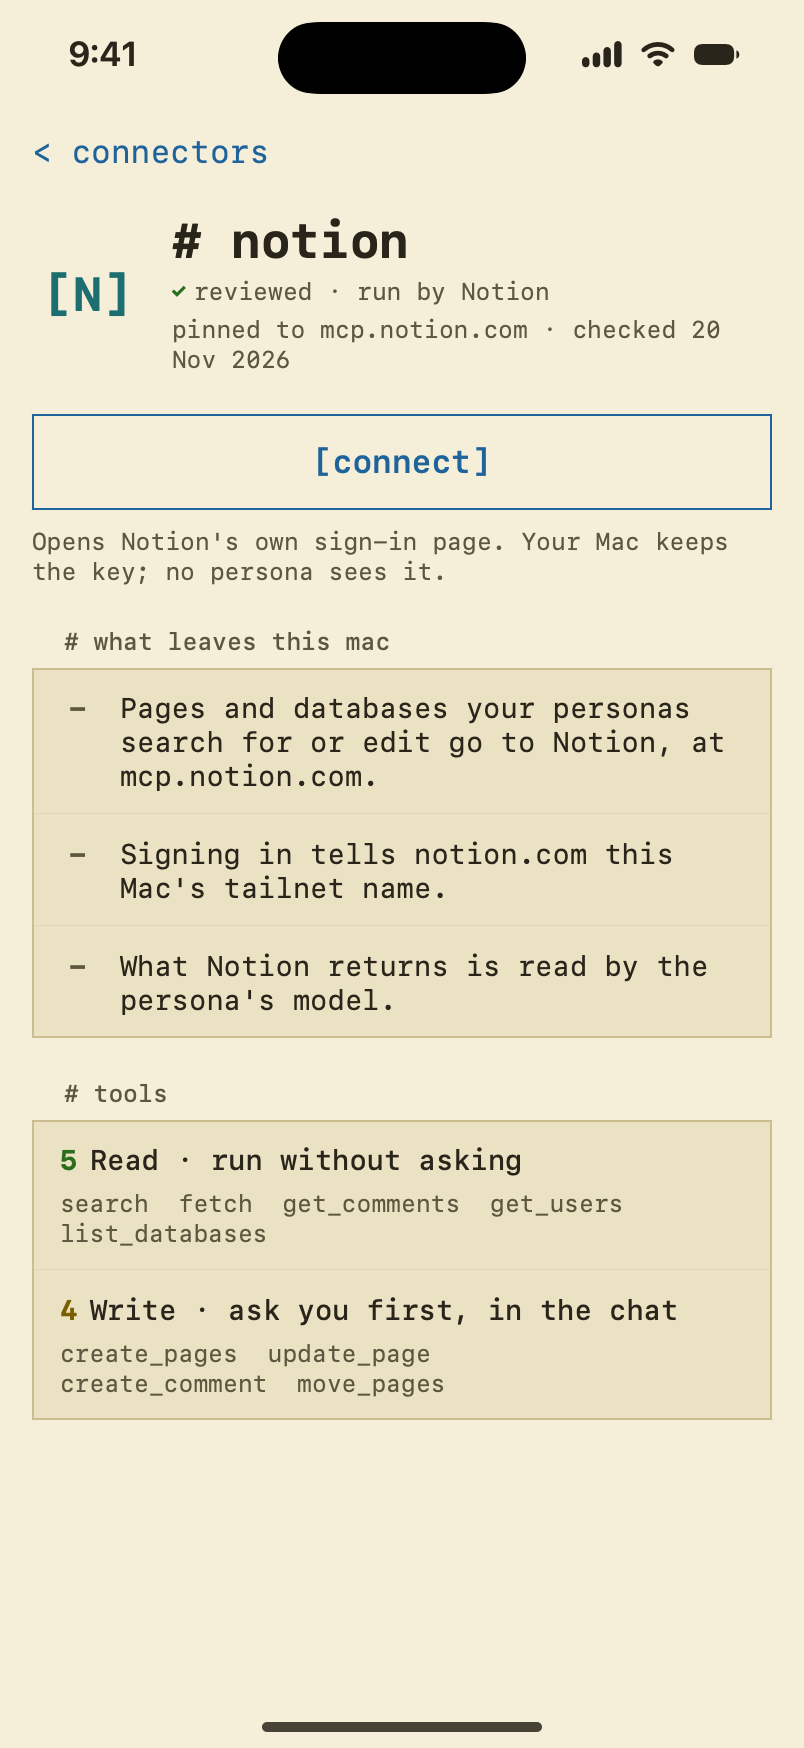 9:41
< connectors
[N]
# notion
✓ reviewed · run by Notion
pinned to mcp.notion.com · checked 20
Nov 2026
[connect]
Opens Notion's own sign-in page. Your Mac keeps
the key; no persona sees it.
# what leaves this mac
– Pages and databases your personas
search for or edit go to Notion, at
mcp.notion.com.
– Signing in tells notion.com this
Mac's tailnet name.
– What Notion returns is read by the
persona's model.
# tools
5 Read · run without asking
search fetch get_comments get_users
list_databases
4 Write · ask you first, in the chat
create_pages update_page
create_comment move_pages